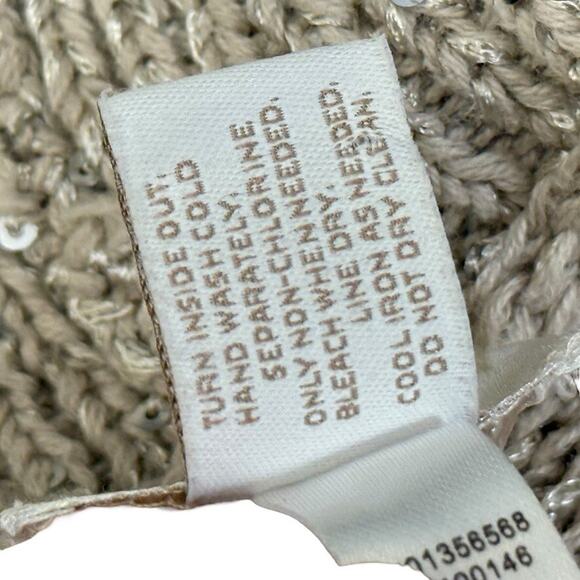 TURN INSIDE OUT.
HAND WASH COLD
SEPARATELY.
ONLY NON-CHLORINE
BLEACH WHEN NEEDED.
LINE DRY.
COOL IRON AS NEEDED.
DO NOT DRY CLEAN.
01356568
00146